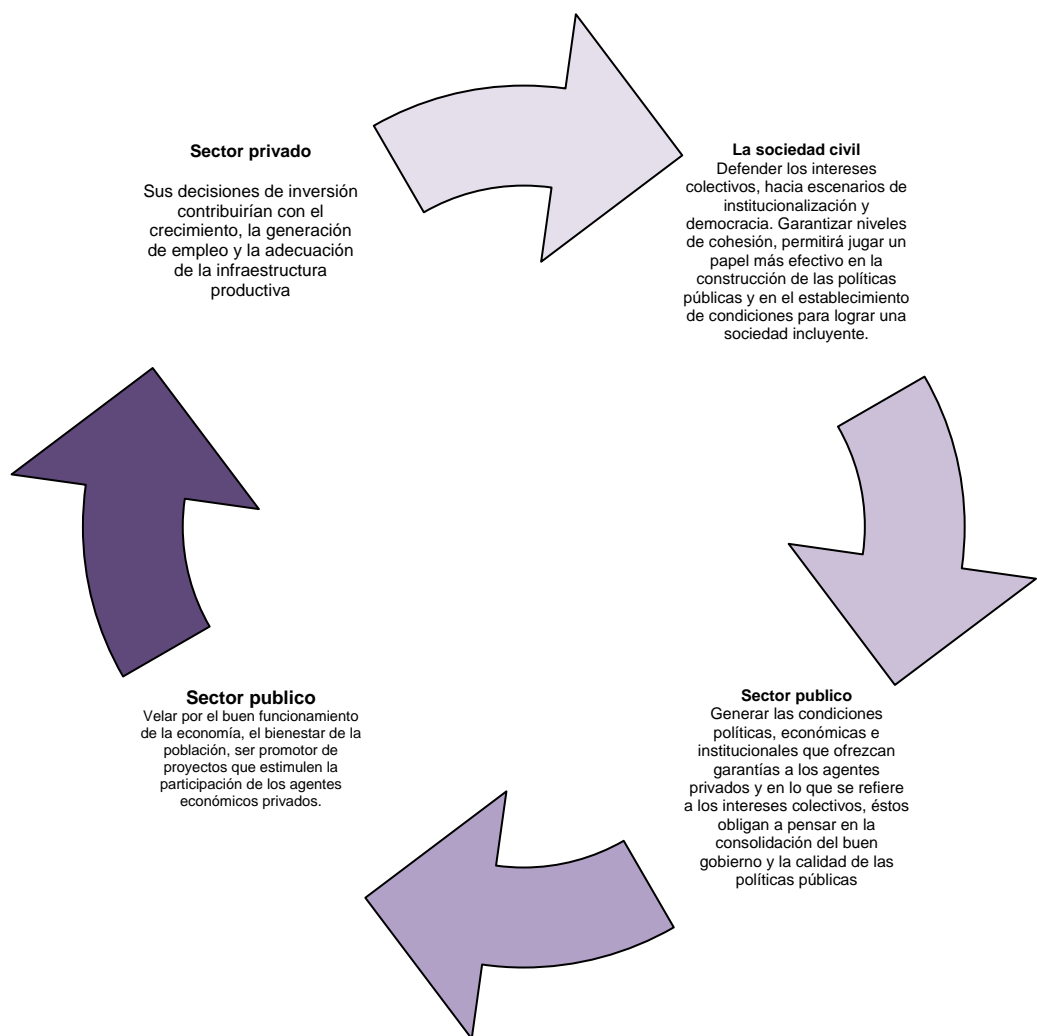 Sector privado
Sus decisiones de inversión
contribuirían con el
crecimiento, la generación
de empleo y la adecuación
de la infraestructura
productiva
La sociedad civil
Defender los intereses
colectivos, hacia escenarios de
institucionalización y
democracia. Garantizar niveles
de cohesión, permitirá jugar un
papel más efectivo en la
construcción de las políticas
públicas y en el establecimiento
de condiciones para lograr una
sociedad incluyente.
Sector publico
Generar las condiciones
políticas, económicas e
institucionales que ofrezcan
garantías a los agentes
privados y en lo que se refiere
a los intereses colectivos, éstos
obligan a pensar en la
consolidación del buen
gobierno y la calidad de las
políticas públicas
Sector publico
Velar por el buen funcionamiento
de la economía, el bienestar de la
población, ser promotor de
proyectos que estimulen la
participación de los agentes
económicos privados.